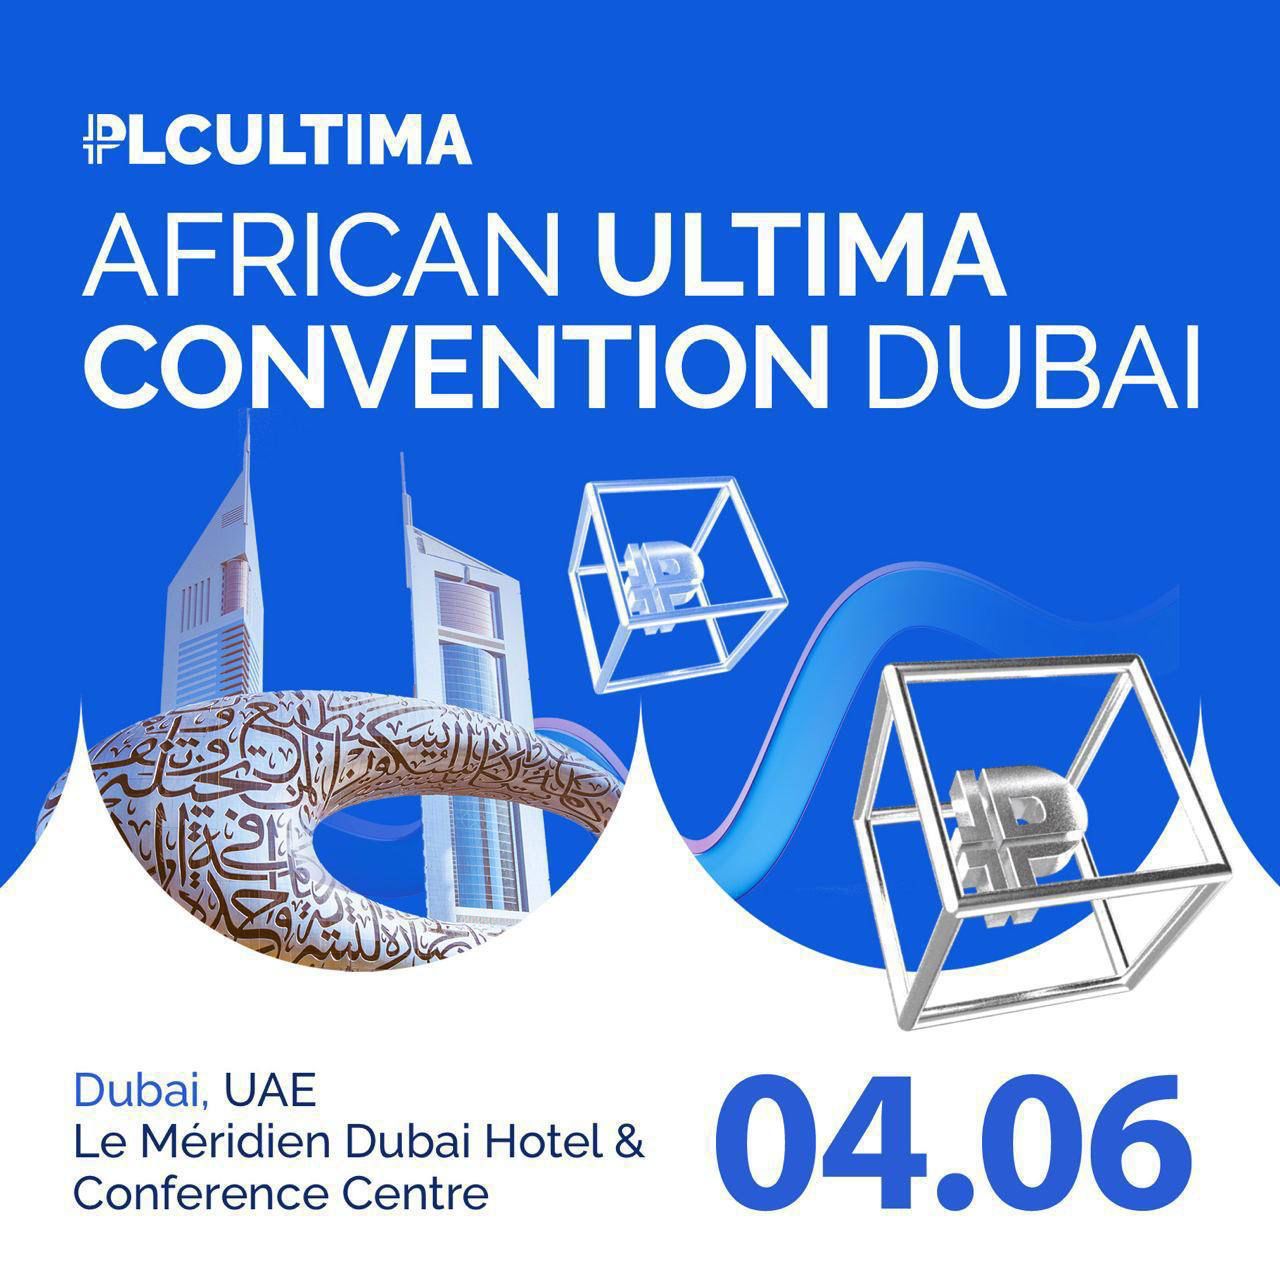 PLCULTIMA
AFRICAN ULTIMA
CONVENTION DUBAI
Dubai, UAE
Le Méridien Dubai Hotel &
Conference Centre
04.06